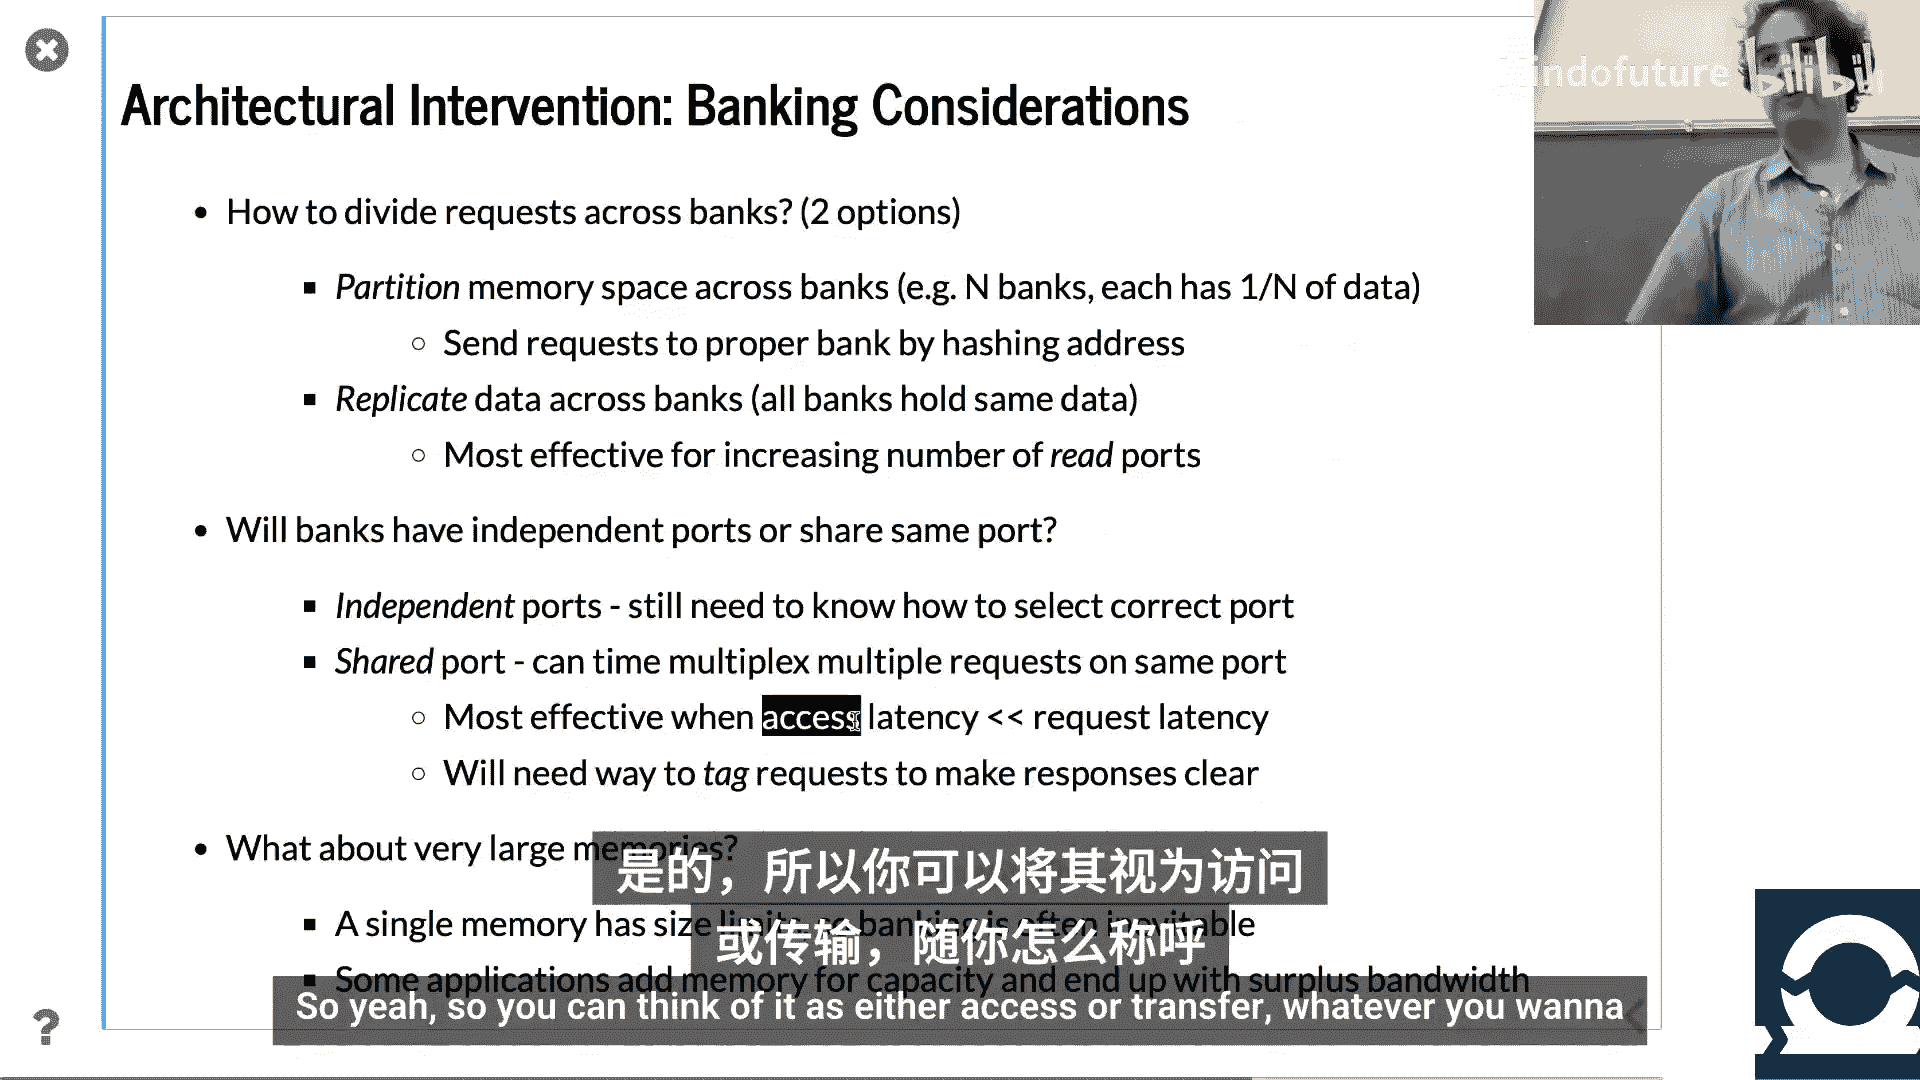 Architectural Intervention: Banking Considerations
indofuture
bilibili
How to divide requests across banks? (2 options)
Partition memory space across banks (e.g. N banks, each has 1/N of data)
Send requests to proper bank by hashing address
Replicate data across banks (all banks hold same data)
Most effective for increasing number of read ports
Will banks have independent ports or share same port?
Independent ports - still need to know how to select correct port
Shared port - can time multiplex multiple requests on same port
Most effective when access latency << request latency
Will need way to tag requests to make responses clear
What about very large memories?
是的，所以你可以将其视为访问
A single memory has size limits, so banking is often inevitable
或传输，随你怎么称呼
Some applications add memory for capacity and end up with surplus bandwidth
So yeah, so you can think of it as either access or transfer, whatever you wanna
?